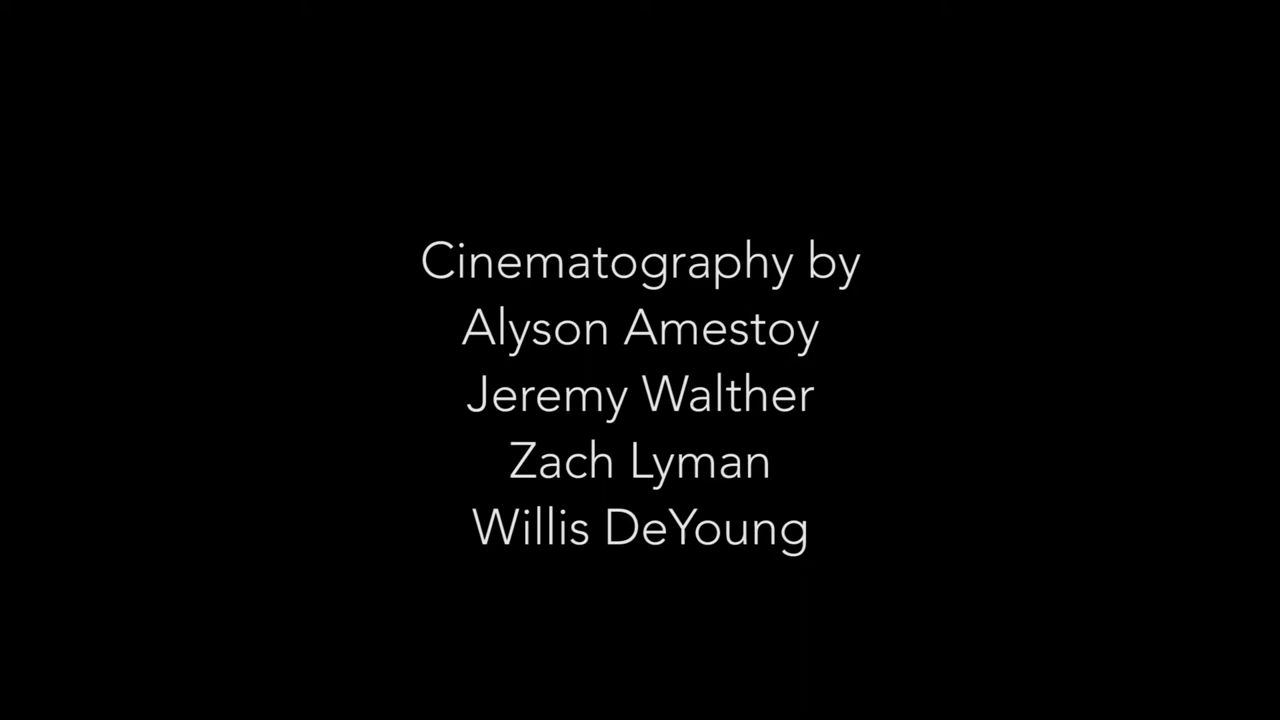 Cinematography by
Alyson Amestoy
Jeremy Walther
Zach Lyman
Willis DeYoung